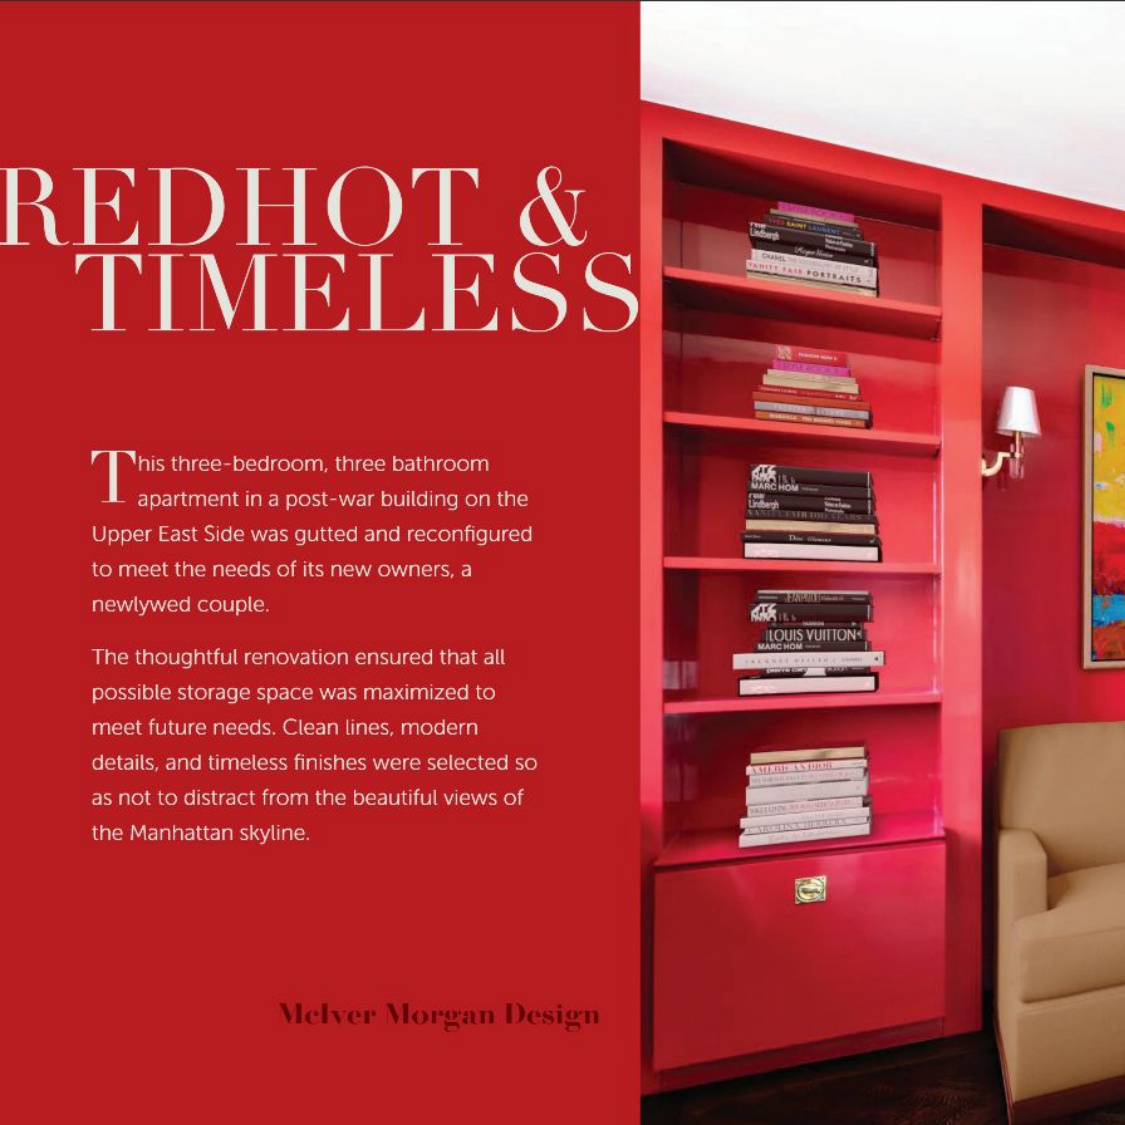 REDHOT &
TIMELESS
This three-bedroom, three bathroom
apartment in a post-war building on the
Upper East Side was gutted and reconfigured
to meet the needs of its new owners, a
newlywed couple.
The thoughtful renovation ensured that all
possible storage space was maximized to
meet future needs. Clean lines, modern
details, and timeless finishes were selected so
as not to distract from the beautiful views of
the Manhattan skyline.
McIver Morgan Design
YVES SAINT LAURENT
Lindbergh
CHANEL
VANITY FAIR PORTRAITS
MARC HOM
Lindbergh
Dior Glamour
LOUIS VUITTON
MARC HOM
AMERICAN DIOR
CAROLINA HERRERA